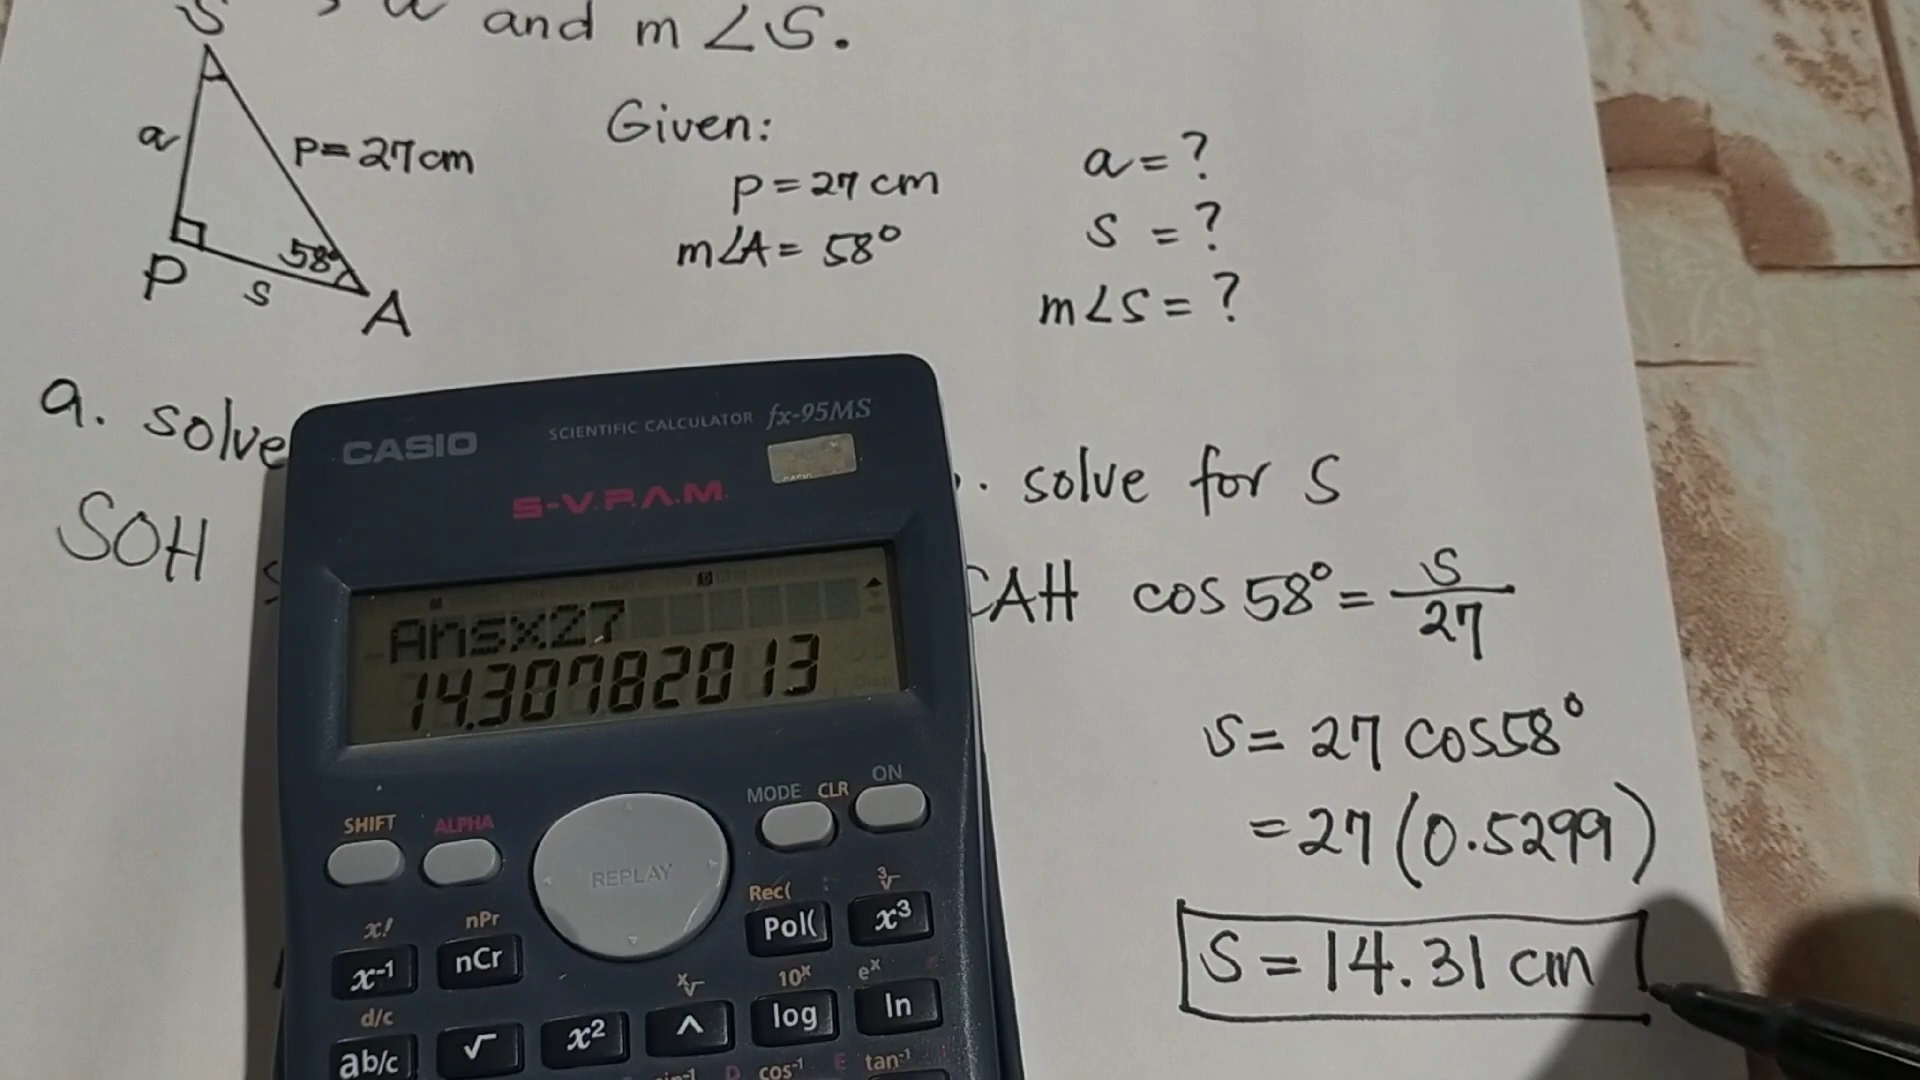 S , a and m∠S.
a
P=27cm
58°
P
s
A
Given:
p=27 cm
m∠A= 58°
a=?
s =?
m∠S=?
a. solve
SOH
. solve for s
CAH cos 58°= s/27
s= 27 cos58°
=27(0.5299)
s=14.31 cm
CASIO
SCIENTIFIC CALCULATOR fx-95MS
S-V.P.A.M.
Ans×27
14.30782013
SHIFT ALPHA
MODE CLR ON
REPLAY
Rec( ³√
Pol( x³
x! nPr
x⁻¹ nCr
ˣ√ 10ˣ eˣ
d/c
ab/c √ x² ^ log ln
D cos⁻¹ E tan⁻¹